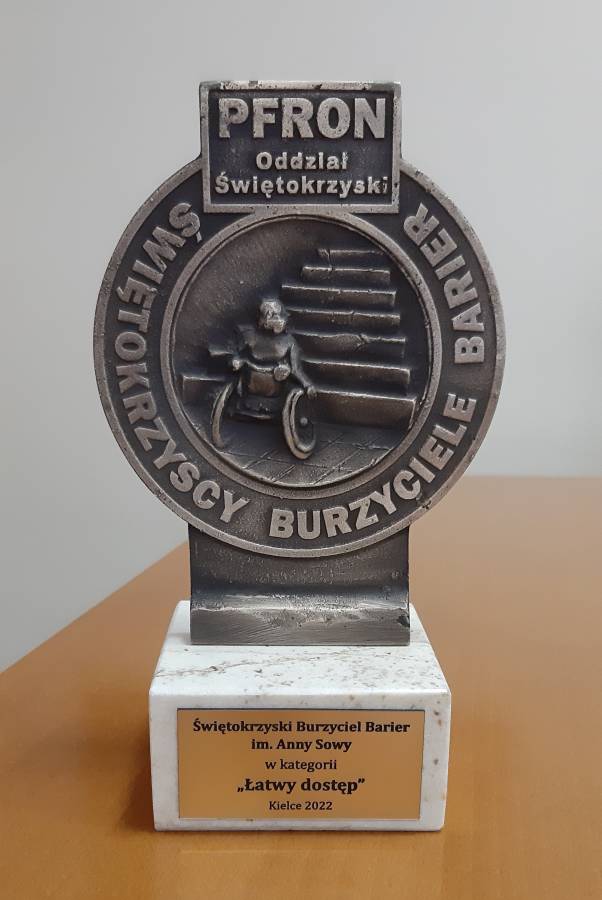 PFRON
Oddział
Świętokrzyski
ŚWIĘTOKRZYSCY BURZYCIELE BARIER
Świętokrzyski Burzyciel Barier
im. Anny Sowy
w kategorii
„Łatwy dostęp”
Kielce 2022